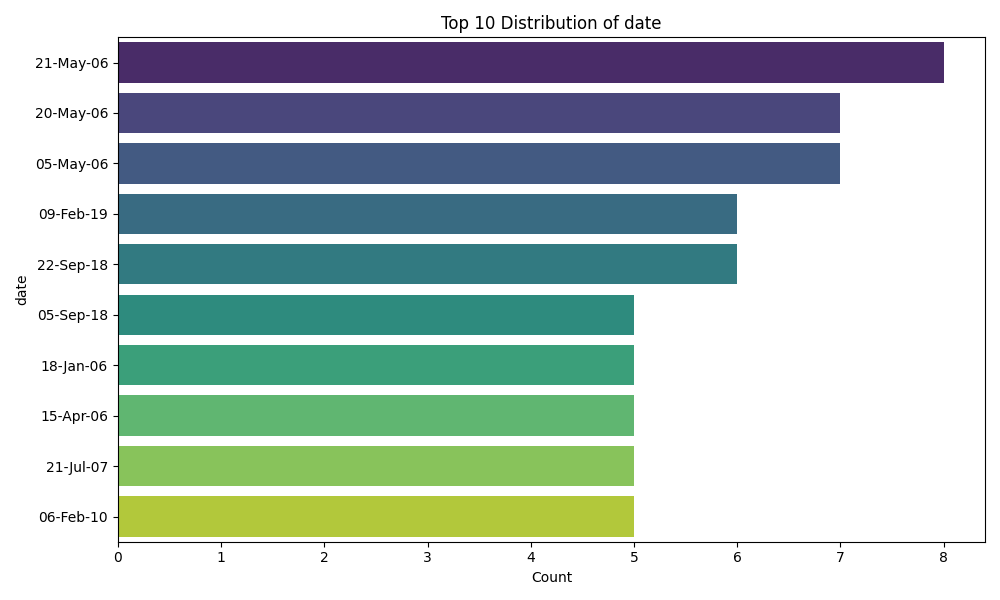 Top 10 Distribution of date
21-May-06
20-May-06
05-May-06
09-Feb-19
22-Sep-18
05-Sep-18
18-Jan-06
15-Apr-06
21-Jul-07
06-Feb-10
date
0 1 2 3 4 5 6 7 8
Count